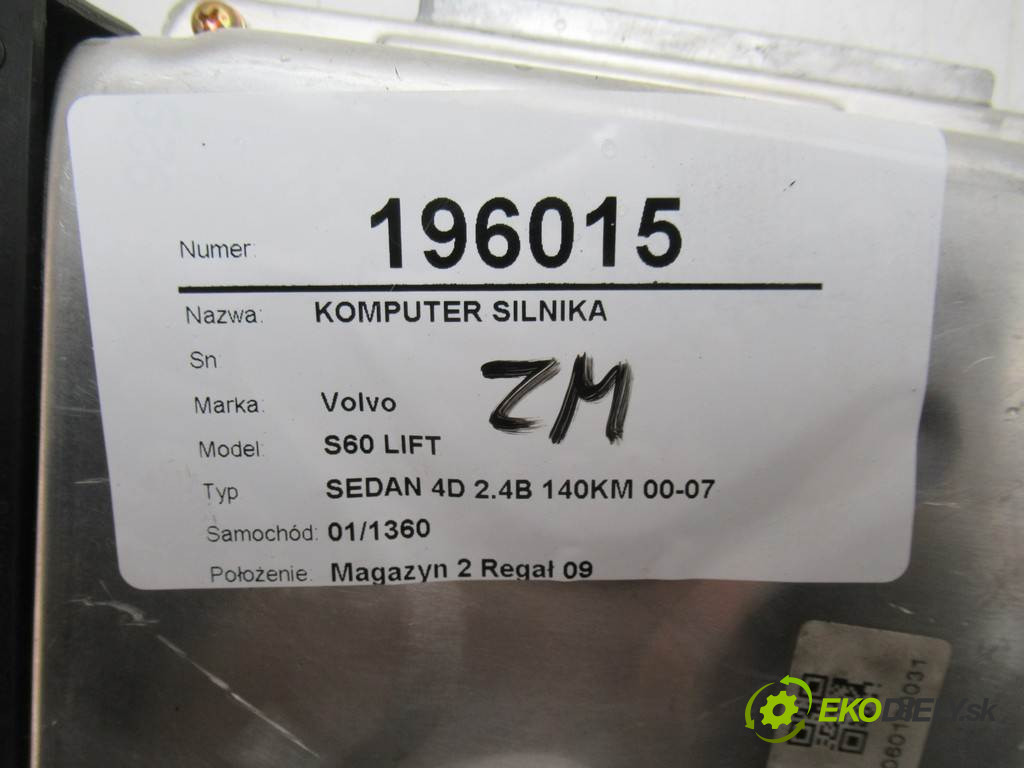 Numer: 196015
Nazwa: KOMPUTER SILNIKA
Sn
ZM
Marka: Volvo
Model: S60 LIFT
Typ SEDAN 4D 2.4B 140KM 00-07
Samochód: 01/1360
Położenie: Magazyn 2 Regał 09
EKODIELY.sk